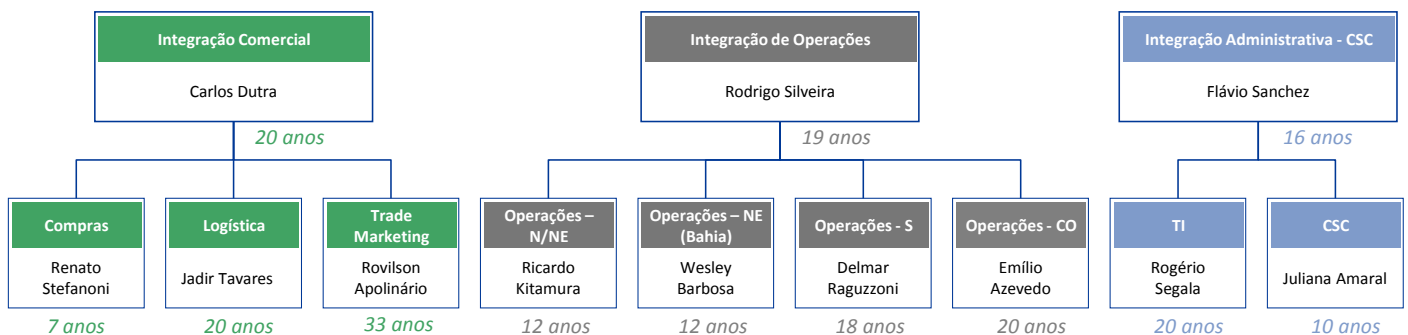 Integração Comercial
Carlos Dutra
20 anos
Integração de Operações
Rodrigo Silveira
19 anos
Integração Administrativa - CSC
Flávio Sanchez
16 anos
Compras
Renato
Stefanoni
7 anos
Logística
Jadir Tavares
20 anos
Trade
Marketing
Rovilson
Apolinário
33 anos
Operações –
N/NE
Ricardo
Kitamura
12 anos
Operações – NE
(Bahia)
Wesley
Barbosa
12 anos
Operações - S
Delmar
Raguzzoni
18 anos
Operações - CO
Emílio
Azevedo
20 anos
TI
Rogério
Segala
20 anos
CSC
Juliana Amaral
10 anos